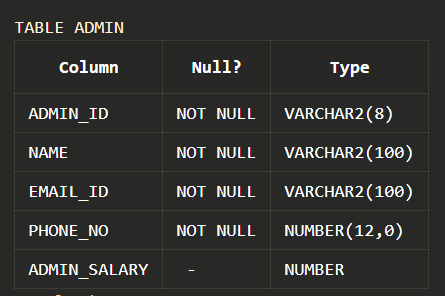 TABLE ADMIN
Column Null? Type
ADMIN_ID NOT NULL VARCHAR2(8)
NAME NOT NULL VARCHAR2(100)
EMAIL_ID NOT NULL VARCHAR2(100)
PHONE_NO NOT NULL NUMBER(12,0)
ADMIN_SALARY - NUMBER